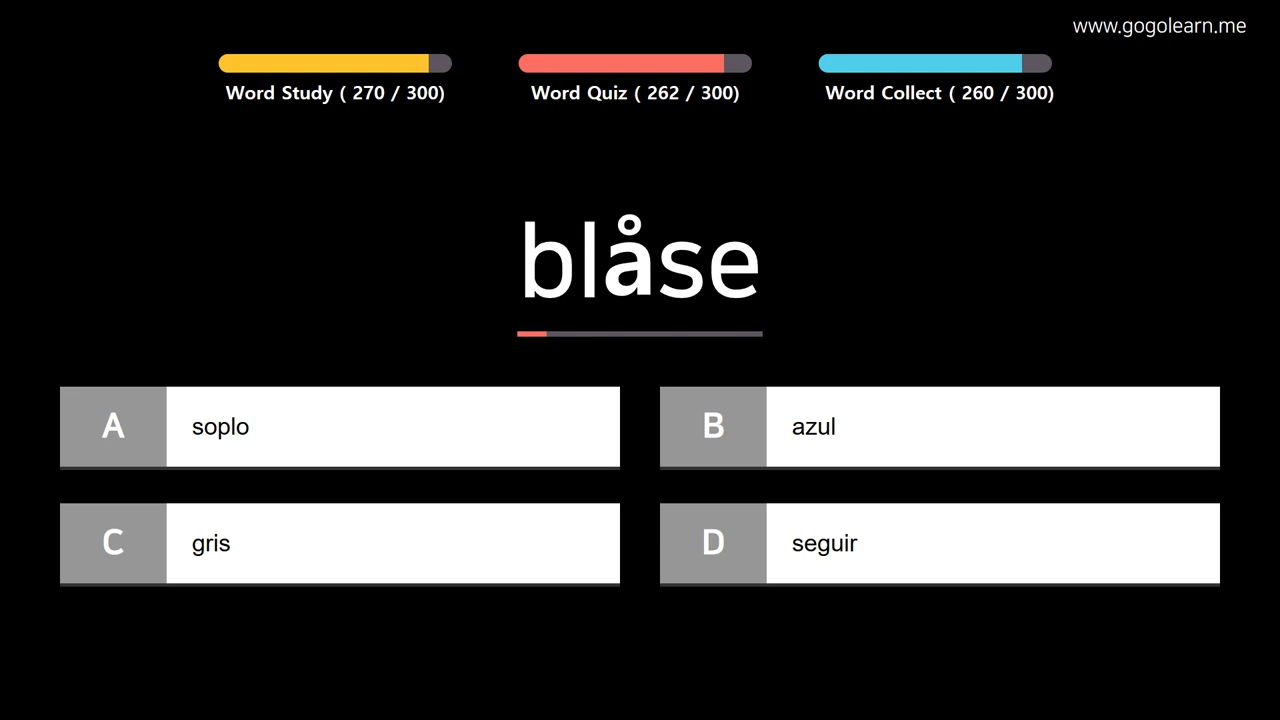 www.gogolearn.me
Word Study ( 270 / 300)
Word Quiz ( 262 / 300)
Word Collect ( 260 / 300)
blåse
A soplo
B azul
C gris
D seguir